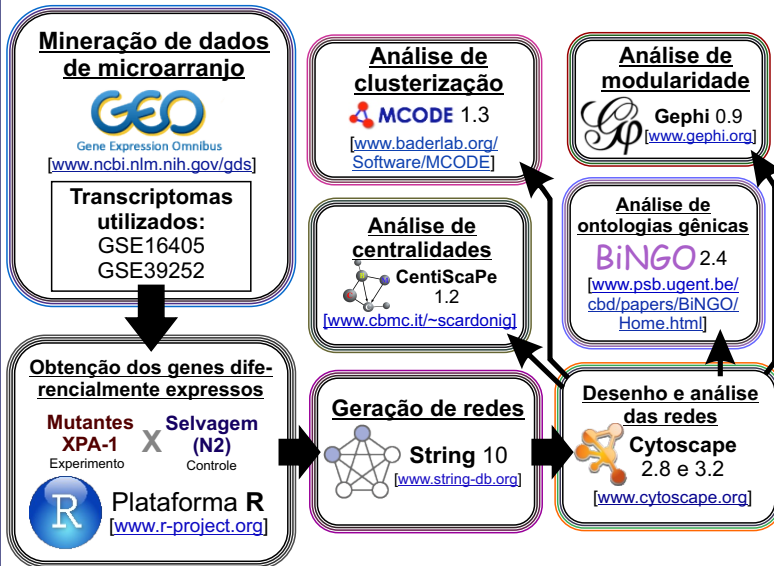 Mineração de dados
de microarranjo
GEO
Gene Expression Omnibus
[www.ncbi.nlm.nih.gov/gds]
Transcriptomas
utilizados:
GSE16405
GSE39252
Obtenção dos genes dife-
rencialmente expressos
Mutantes
XPA-1
Experimento
X
Selvagem
(N2)
Controle
R
Plataforma R
[www.r-project.org]
Análise de
clusterização
MCODE 1.3
[www.baderlab.org/
Software/MCODE]
Análise de
centralidades
CentiScaPe
1.2
[www.cbmc.it/~scardonig]
Geração de redes
String 10
[www.string-db.org]
Análise de
modularidade
Gephi 0.9
[www.gephi.org]
Análise de
ontologias gênicas
BiNGO 2.4
[www.psb.ugent.be/
cbd/papers/BiNGO/
Home.html]
Desenho e análise
das redes
Cytoscape
2.8 e 3.2
[www.cytoscape.org]